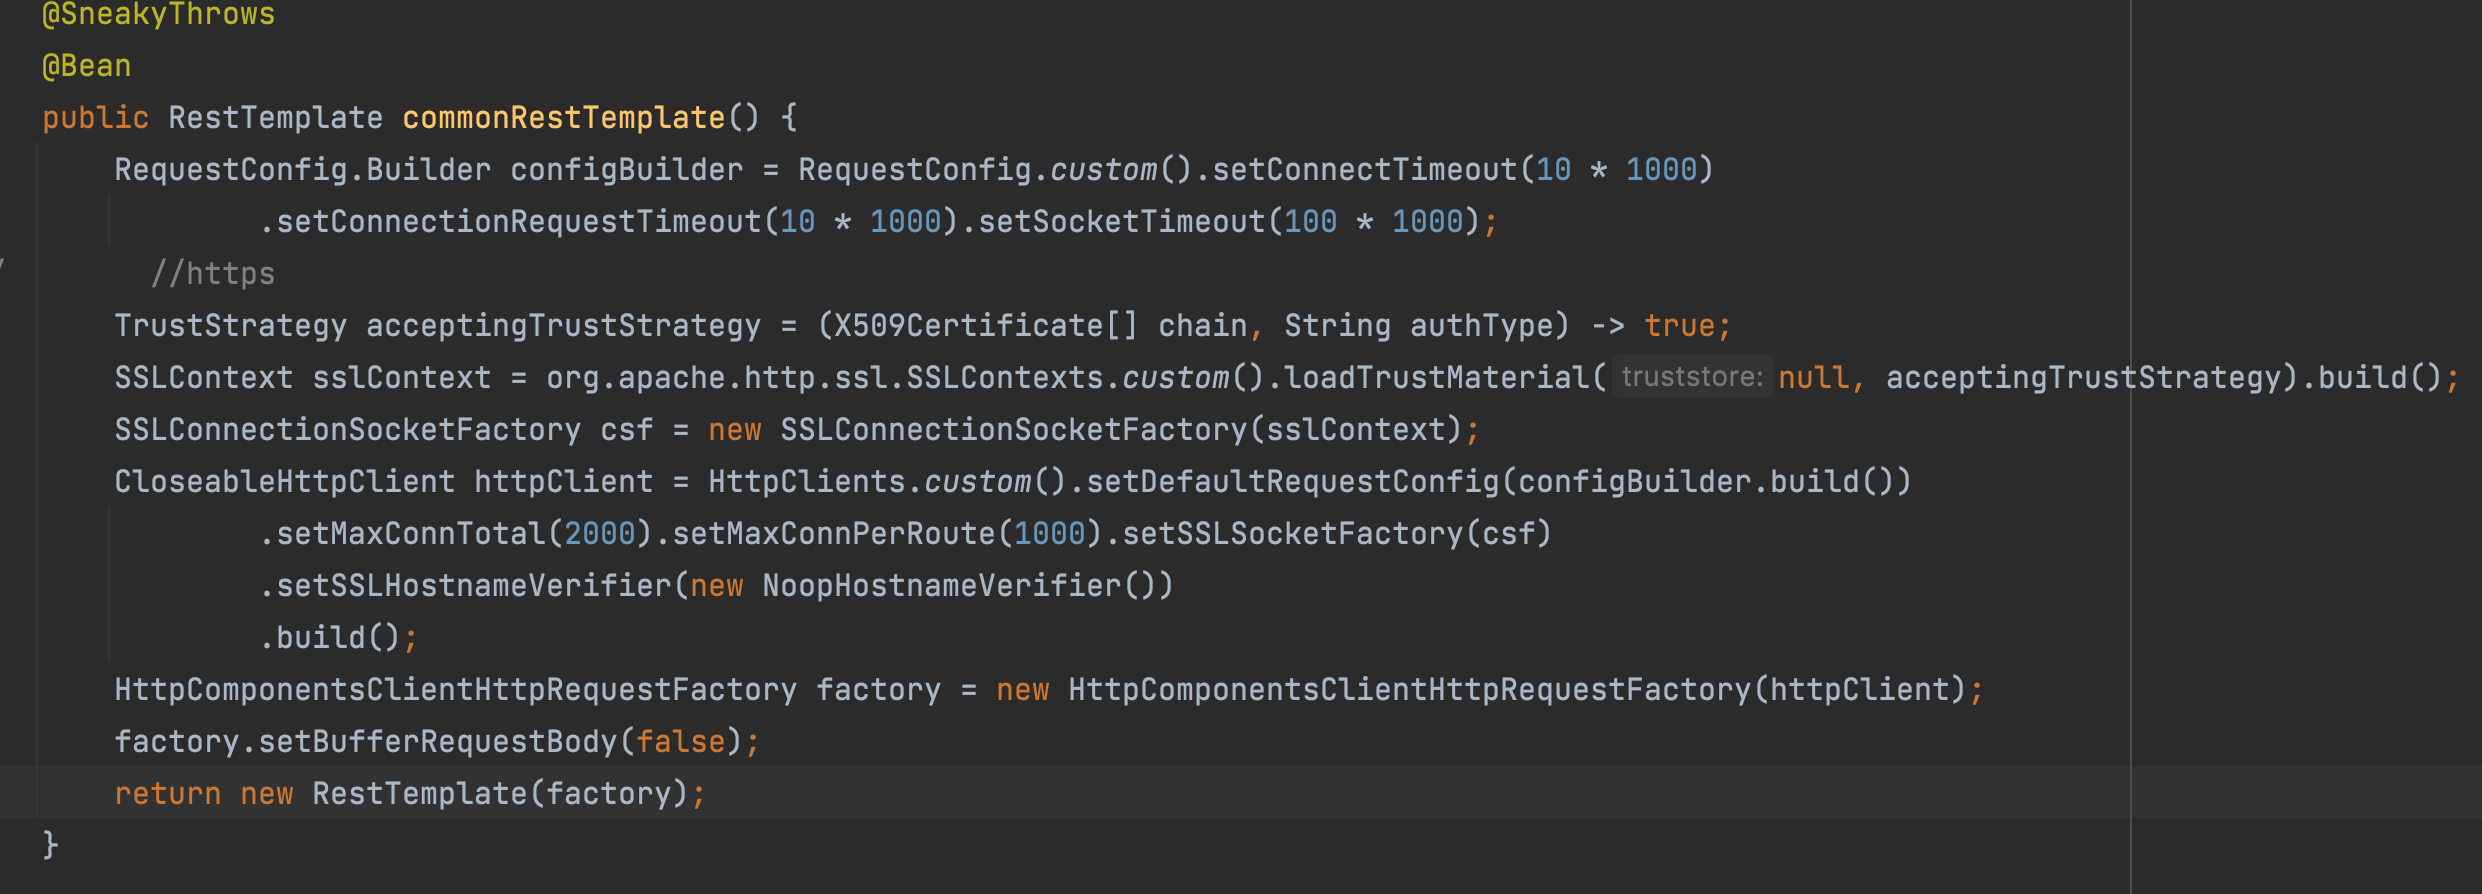 @SneakyThrows
@Bean
public RestTemplate commonRestTemplate() {
RequestConfig.Builder configBuilder = RequestConfig.custom().setConnectTimeout(10 * 1000)
.setConnectionRequestTimeout(10 * 1000).setSocketTimeout(100 * 1000);
//https
TrustStrategy acceptingTrustStrategy = (X509Certificate[] chain, String authType) -> true;
SSLContext sslContext = org.apache.http.ssl.SSLContexts.custom().loadTrustMaterial( truststore: null, acceptingTrustStrategy).build();
SSLConnectionSocketFactory csf = new SSLConnectionSocketFactory(sslContext);
CloseableHttpClient httpClient = HttpClients.custom().setDefaultRequestConfig(configBuilder.build())
.setMaxConnTotal(2000).setMaxConnPerRoute(1000).setSSLSocketFactory(csf)
.setSSLHostnameVerifier(new NoopHostnameVerifier())
.build();
HttpComponentsClientHttpRequestFactory factory = new HttpComponentsClientHttpRequestFactory(httpClient);
factory.setBufferRequestBody(false);
return new RestTemplate(factory);
}